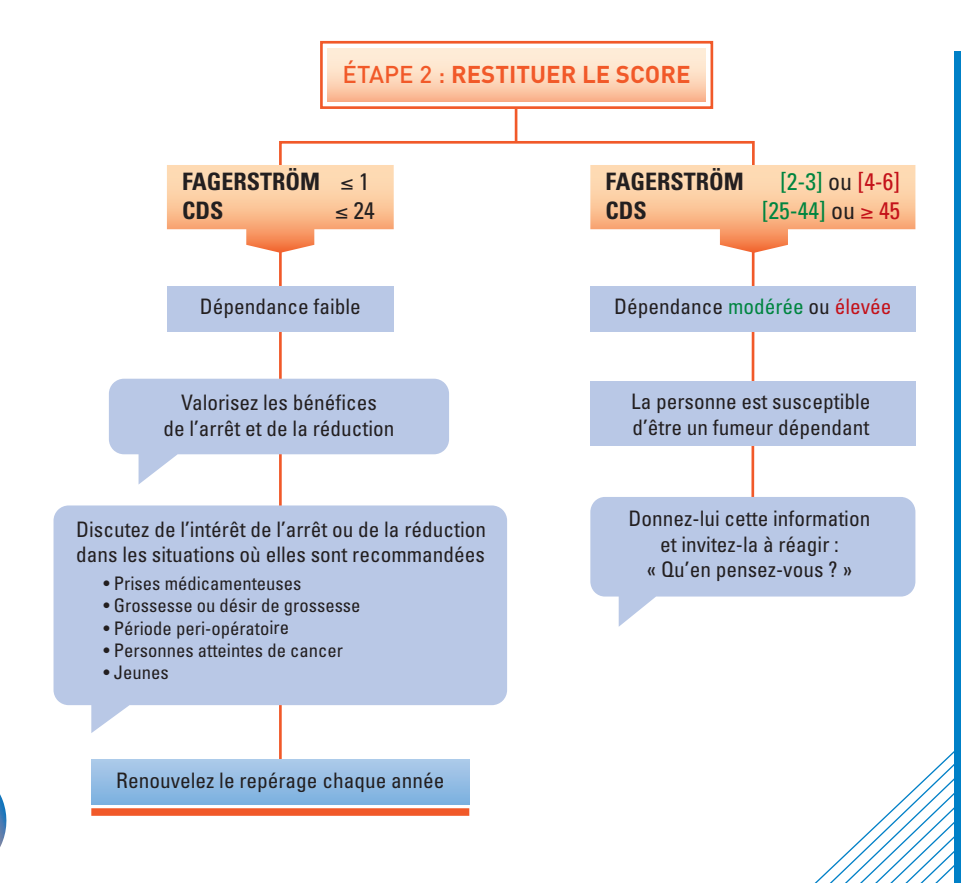 ÉTAPE 2 : RESTITUER LE SCORE
FAGERSTRÖM ≤ 1
CDS ≤ 24
Dépendance faible
Valorisez les bénéfices
de l'arrêt et de la réduction
Discutez de l'intérêt de l'arrêt ou de la réduction
dans les situations où elles sont recommandées
• Prises médicamenteuses
• Grossesse ou désir de grossesse
• Période peri-opératoire
• Personnes atteintes de cancer
• Jeunes
Renouvelez le repérage chaque année
FAGERSTRÖM [2-3] ou [4-6]
CDS [25-44] ou ≥ 45
Dépendance modérée ou élevée
La personne est susceptible
d'être un fumeur dépendant
Donnez-lui cette information
et invitez-la à réagir :
« Qu'en pensez-vous ? »